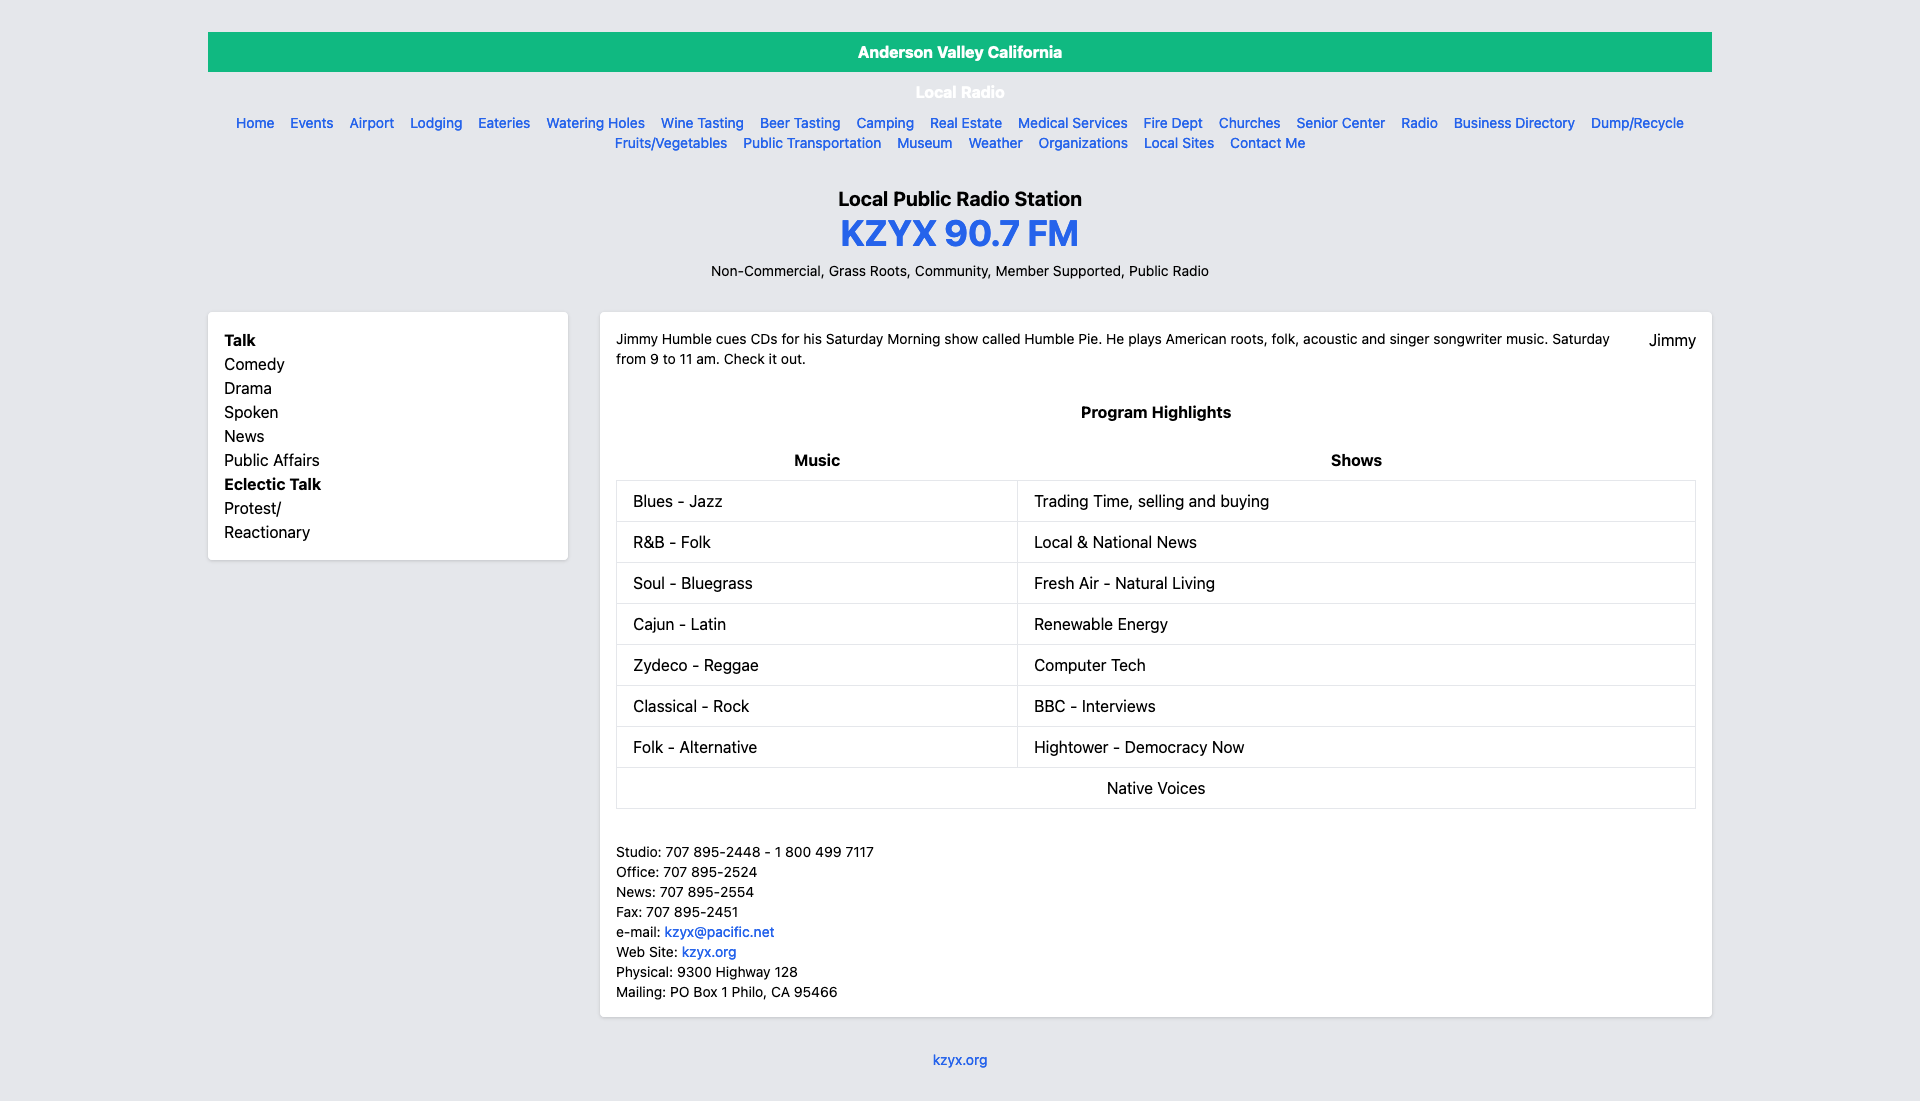 Anderson Valley California
Local Radio
Home Events Airport Lodging Eateries Watering Holes Wine Tasting Beer Tasting Camping Real Estate Medical Services Fire Dept Churches Senior Center Radio Business Directory Dump/Recycle
Fruits/Vegetables Public Transportation Museum Weather Organizations Local Sites Contact Me
Local Public Radio Station
KZYX 90.7 FM
Non-Commercial, Grass Roots, Community, Member Supported, Public Radio
Talk
Comedy
Drama
Spoken
News
Public Affairs
Eclectic Talk
Protest/
Reactionary
Jimmy Humble cues CDs for his Saturday Morning show called Humble Pie. He plays American roots, folk, acoustic and singer songwriter music. Saturday
from 9 to 11 am. Check it out.
Jimmy
Program Highlights
Music Shows
Blues - Jazz Trading Time, selling and buying
R&B - Folk Local & National News
Soul - Bluegrass Fresh Air - Natural Living
Cajun - Latin Renewable Energy
Zydeco - Reggae Computer Tech
Classical - Rock BBC - Interviews
Folk - Alternative Hightower - Democracy Now
Native Voices
Studio: 707 895-2448 - 1 800 499 7117
Office: 707 895-2524
News: 707 895-2554
Fax: 707 895-2451
e-mail: kzyx@pacific.net
Web Site: kzyx.org
Physical: 9300 Highway 128
Mailing: PO Box 1 Philo, CA 95466
kzyx.org